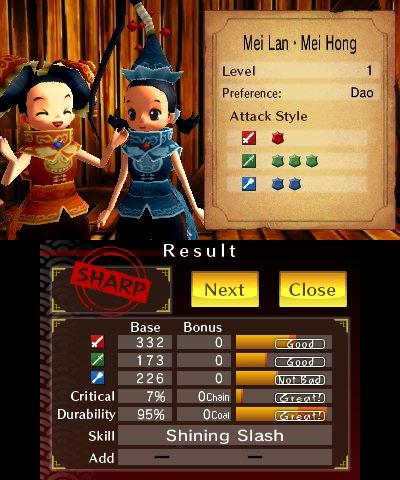 Mei Lan・Mei Hong
Level 1
Preference: Dao
Attack Style
Result
SHARP
Next
Close
Base Bonus
332 0 Good
173 0 Good
226 0 Not Bad
Critical 7% 0Chain Great!
Durability 95% 0Coal Great!
Skill Shining Slash
Add — —